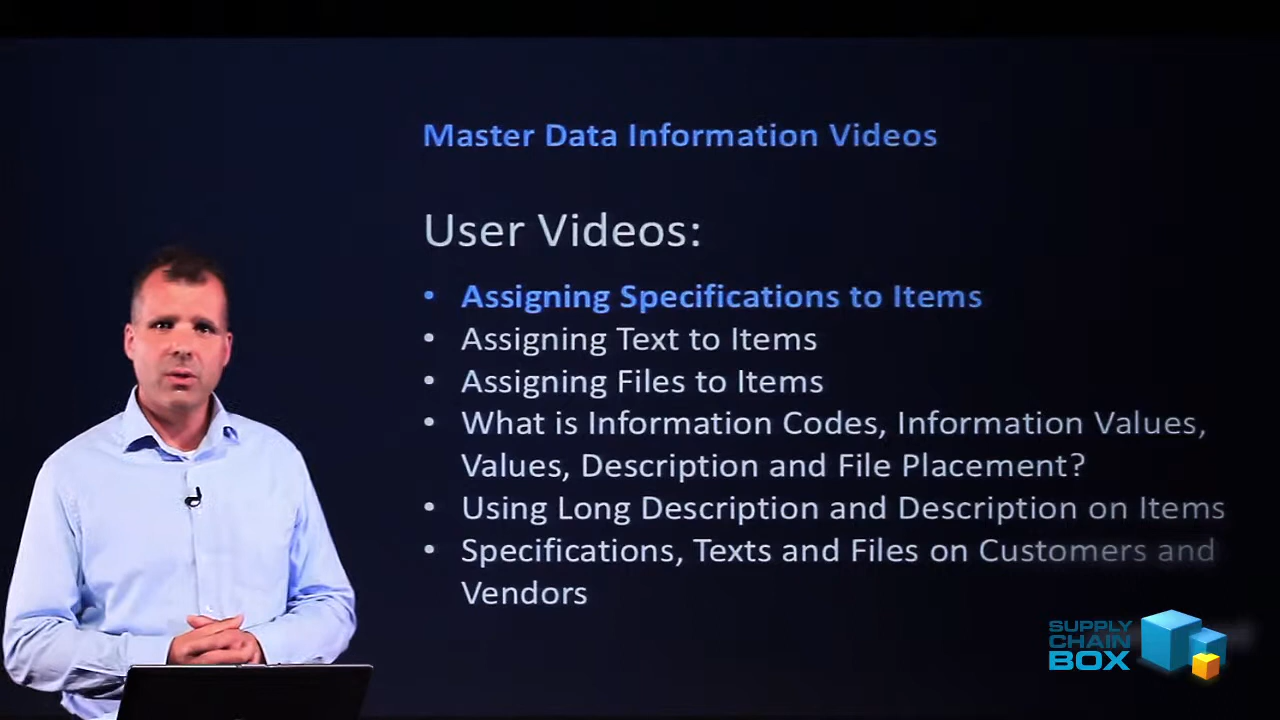 Master Data Information Videos
User Videos:
• Assigning Specifications to Items
• Assigning Text to Items
• Assigning Files to Items
• What is Information Codes, Information Values,
Values, Description and File Placement?
• Using Long Description and Description on Items
• Specifications, Texts and Files on Customers and
Vendors
SUPPLY
CHAIN
BOX